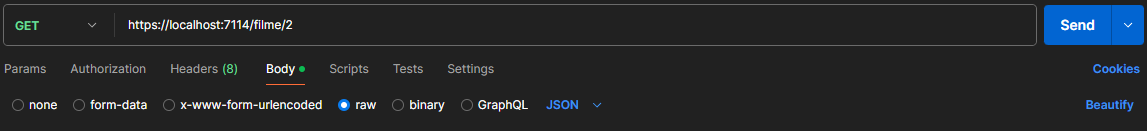 GET https://localhost:7114/filme/2 Send
Params Authorization Headers (8) Body Scripts Tests Settings Cookies
none form-data x-www-form-urlencoded raw binary GraphQL JSON Beautify